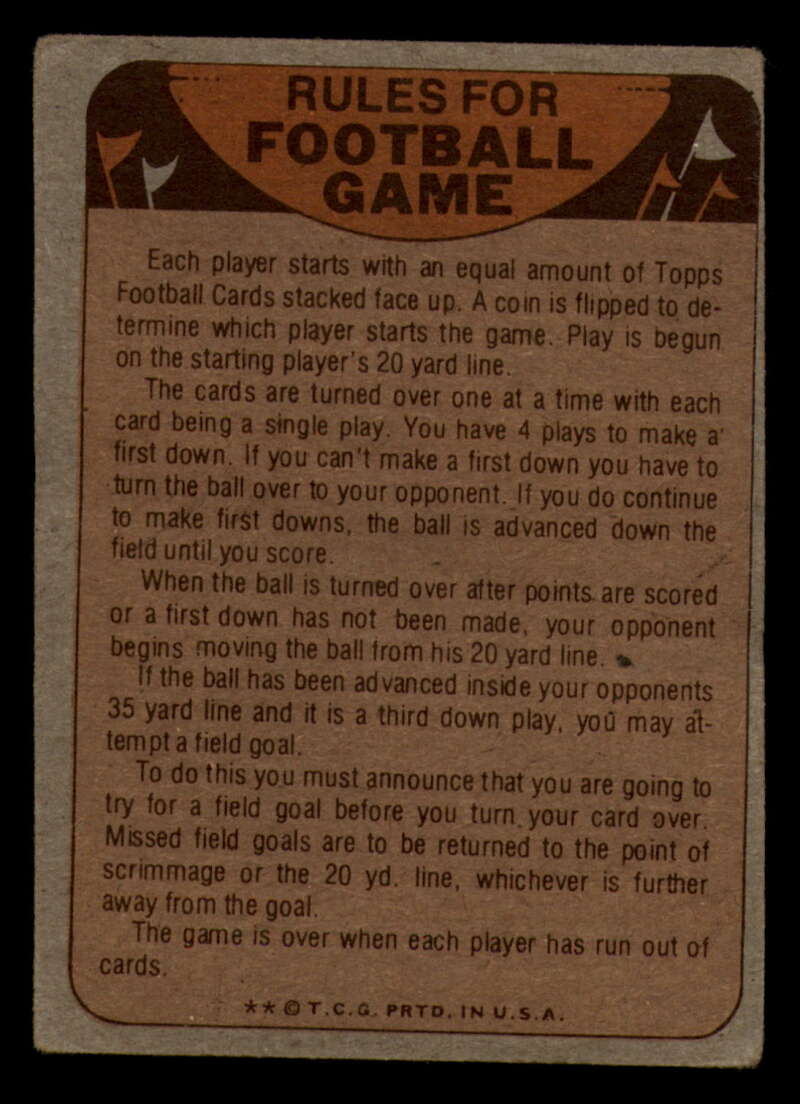 RULES FOR
FOOTBALL
GAME
Each player starts with an equal amount of Topps
Football Cards stacked face up. A coin is flipped to de-
termine which player starts the game. Play is begun
on the starting player's 20 yard line.
The cards are turned over one at a time with each
card being a single play. You have 4 plays to make a
first down. If you can't make a first down you have to
turn the ball over to your opponent. If you do continue
to make first downs, the ball is advanced down the
field until you score.
When the ball is turned over after points are scored
or a first down has not been made, your opponent
begins moving the ball from his 20 yard line.
If the ball has been advanced inside your opponents
35 yard line and it is a third down play, you may at-
tempt a field goal.
To do this you must announce that you are going to
try for a field goal before you turn your card over.
Missed field goals are to be returned to the point of
scrimmage or the 20 yd. line, whichever is further
away from the goal.
The game is over when each player has run out of
cards.
** © T.C.G. PRTD. IN U.S.A.